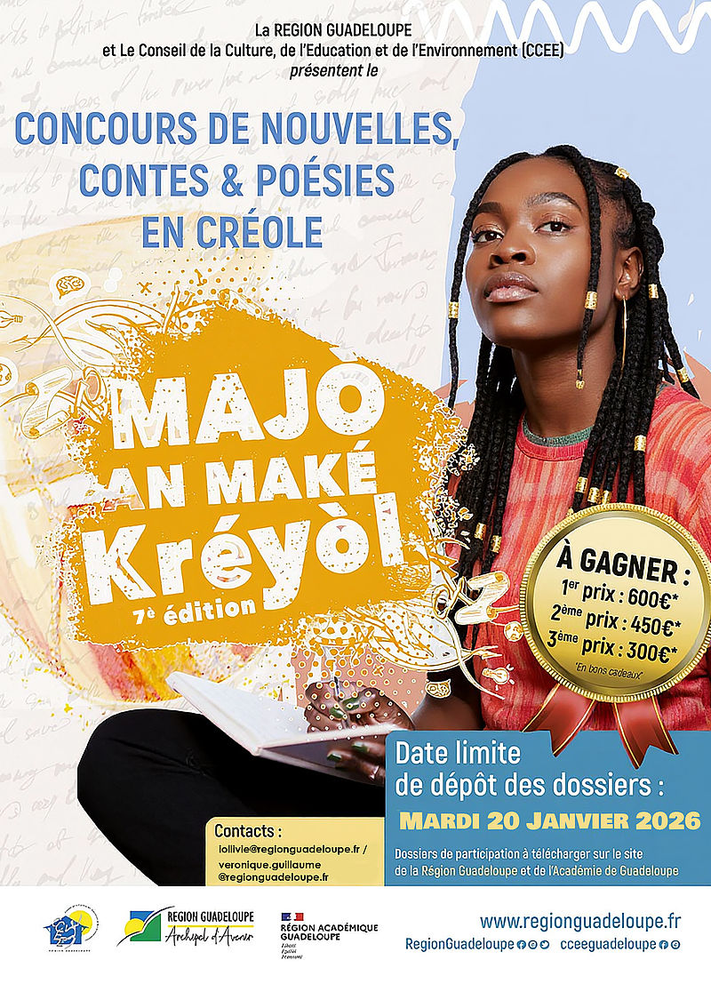 La REGION GUADELOUPE
et Le Conseil de la Culture, de l'Education et de l'Environnement (CCEE)
présentent le
CONCOURS DE NOUVELLES,
CONTES & POÉSIES
EN CRÉOLE
MAJO
AN MAKÉ
Kréyòl
7è édition
À GAGNER :
1er prix : 600€*
2ème prix : 450€*
3ème prix : 300€*
"En bons cadeaux"
Date limite
de dépôt des dossiers :
MARDI 20 JANVIER 2026
Dossiers de participation à télécharger sur le site
de la Région Guadeloupe et de l'Académie de Guadeloupe
Contacts :
iollivie@regionguadeloupe.fr /
veronique.guillaume
@regionguadeloupe.fr
REGION GUADELOUPE
Archipel d'Avenir
RÉGION ACADÉMIQUE
GUADELOUPE
Liberté
Égalité
Fraternité
www.regionguadeloupe.fr
RegionGuadeloupe
cceeguadeloupe